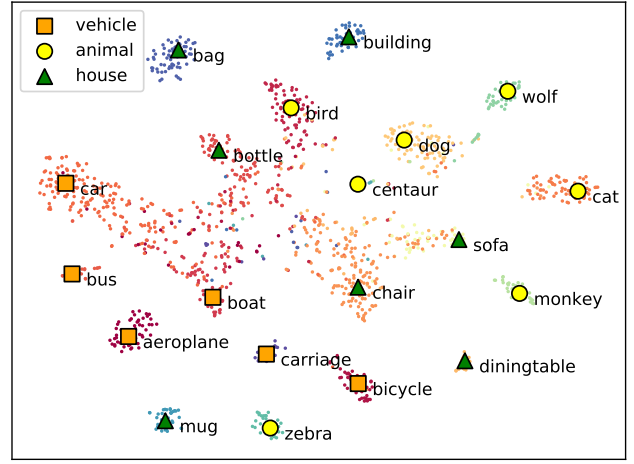 vehicle
animal
house
building
bag
wolf
bird
dog
bottle
car
centaur
cat
sofa
bus
chair
monkey
boat
aeroplane
carriage
diningtable
bicycle
mug
zebra